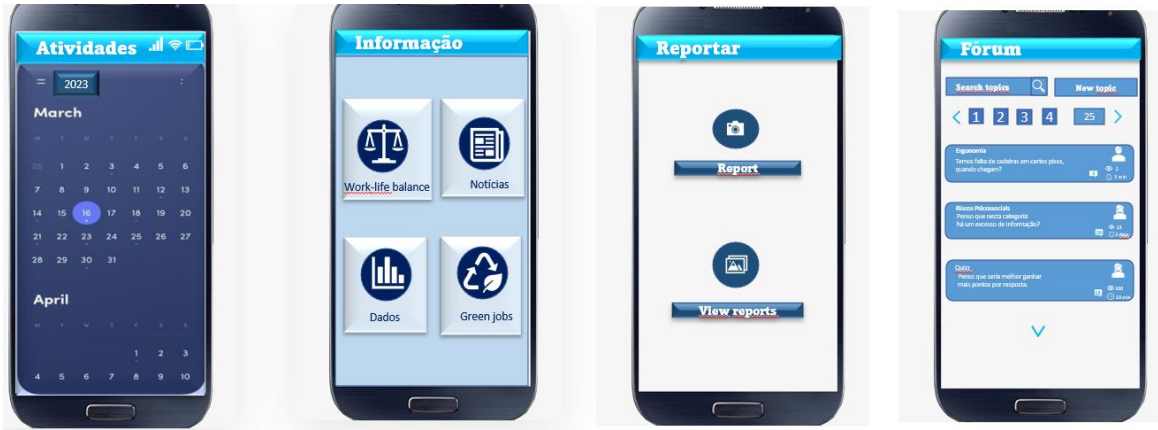 Atividades
2023
March
M T W T F S S
28 1 2 3 4 5 6
7 8 9 10 11 12 13
14 15 16 17 18 19 20
21 22 23 24 25 26 27
28 29 30 31
April
1 2 3
4 5 6 7 8 9 10
Informação
Work-life balance
Notícias
Dados
Green jobs
Reportar
Report
View reports
Fórum
Search topics
New topic
1 2 3 4 25
Ergonomia
Temos falta de cadeiras em certos pisos,
quando chegam?
Riscos Psicossociais
Penso que nesta categoria
há um excesso de informação?
Quizz
Penso que seria melhor ganhar
mais pontos por resposta.